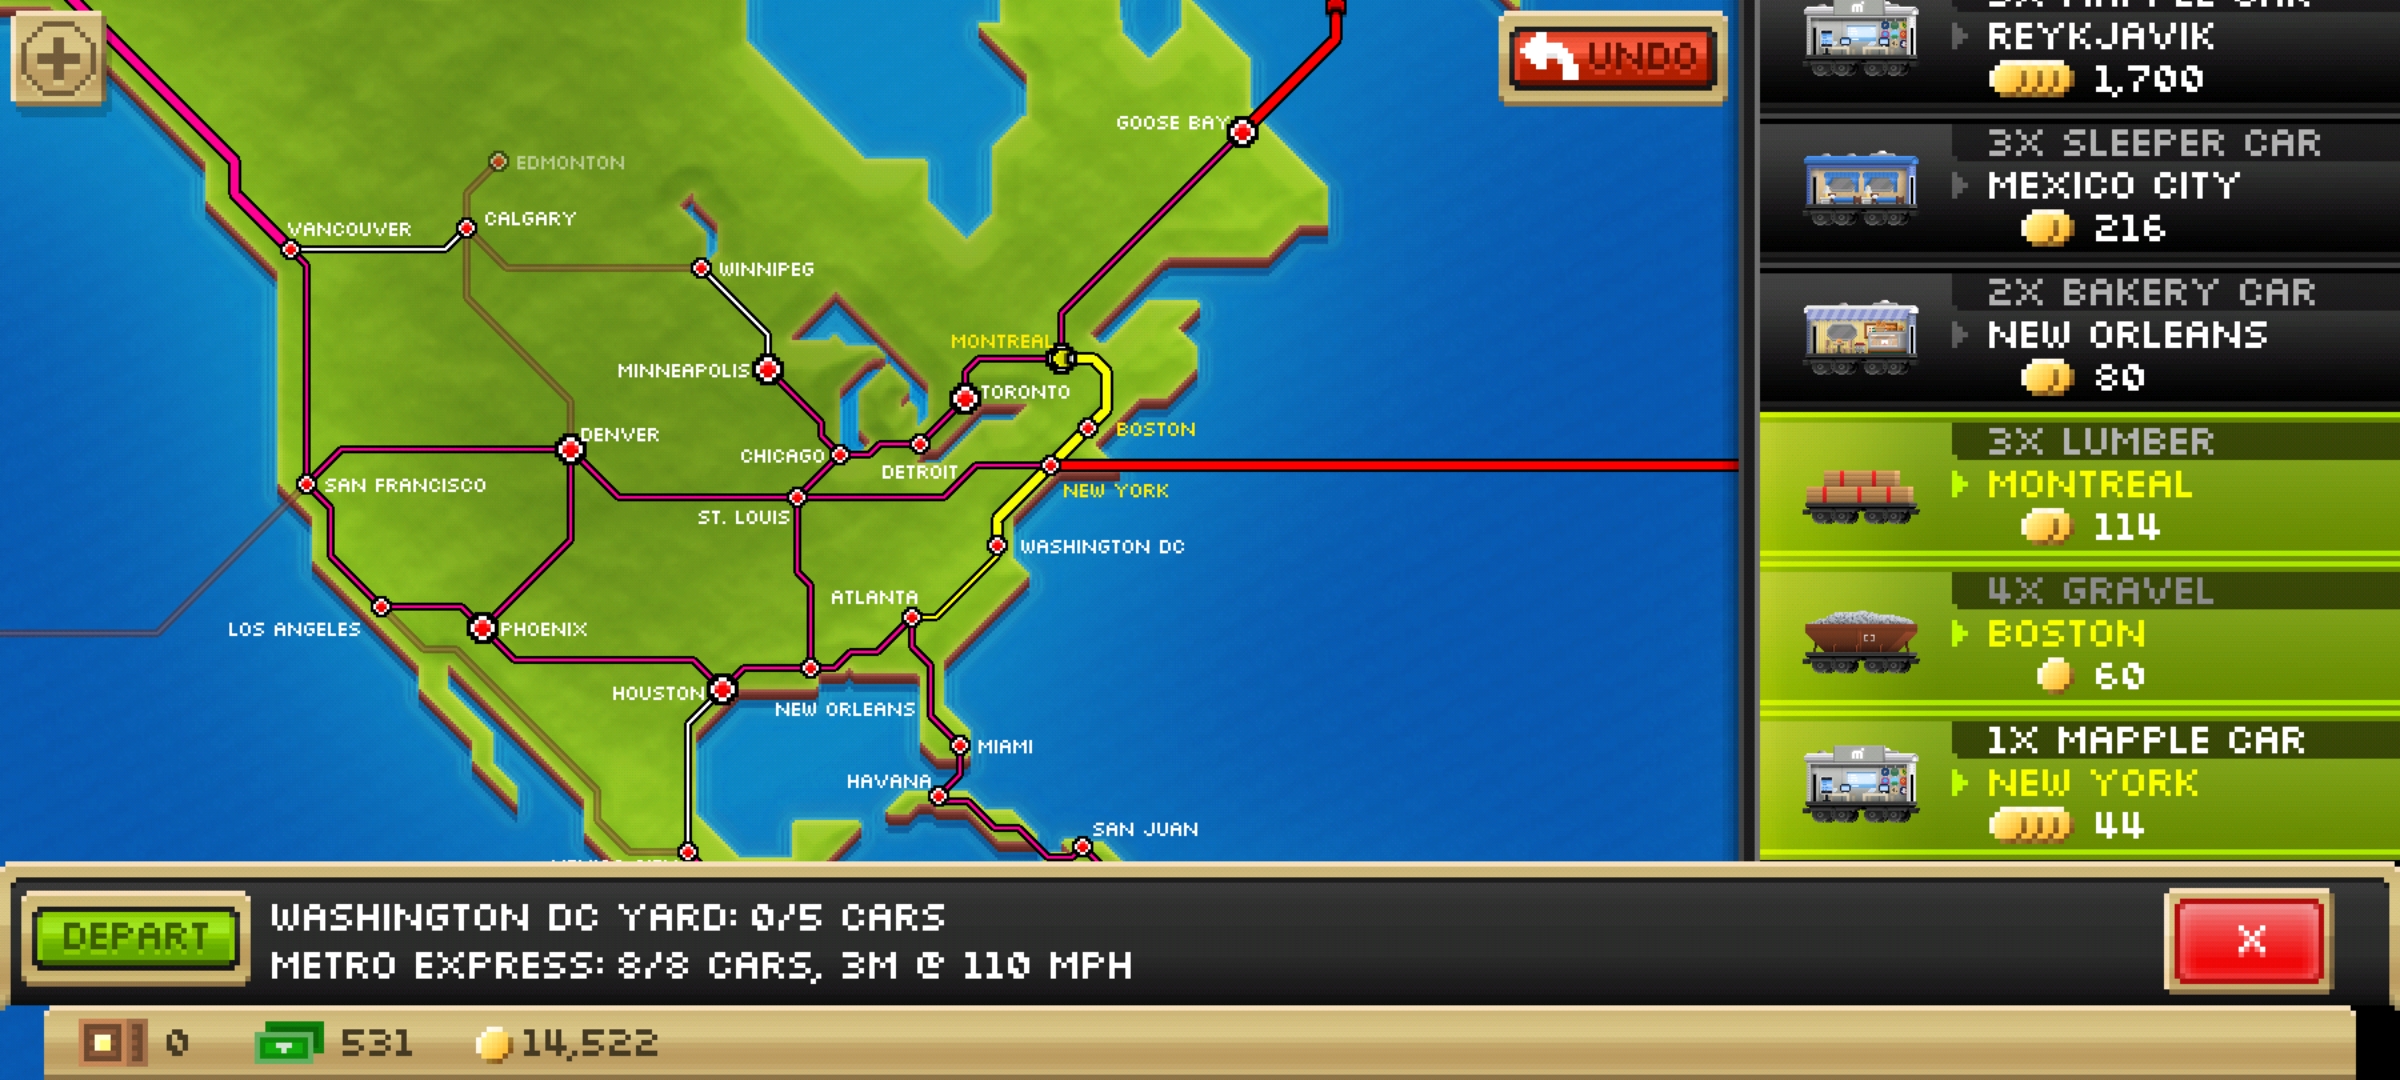 UNDO
GOOSE BAY
EDMONTON
CALGARY
VANCOUVER
WINNIPEG
MONTREAL
MINNEAPOLIS
TORONTO
DENVER
BOSTON
CHICAGO
DETROIT
SAN FRANCISCO
NEW YORK
ST. LOUIS
WASHINGTON DC
ATLANTA
LOS ANGELES
PHOENIX
HOUSTON
NEW ORLEANS
MIAMI
HAVANA
SAN JUAN
REYKJAVIK
1,700
3X SLEEPER CAR
MEXICO CITY
216
2X BAKERY CAR
NEW ORLEANS
80
3X LUMBER
MONTREAL
114
4X GRAVEL
BOSTON
60
1X MAPPLE CAR
NEW YORK
44
DEPART
WASHINGTON DC YARD: 0/5 CARS
METRO EXPRESS: 8/8 CARS, 3M @ 110 MPH
X
0
531
14,522